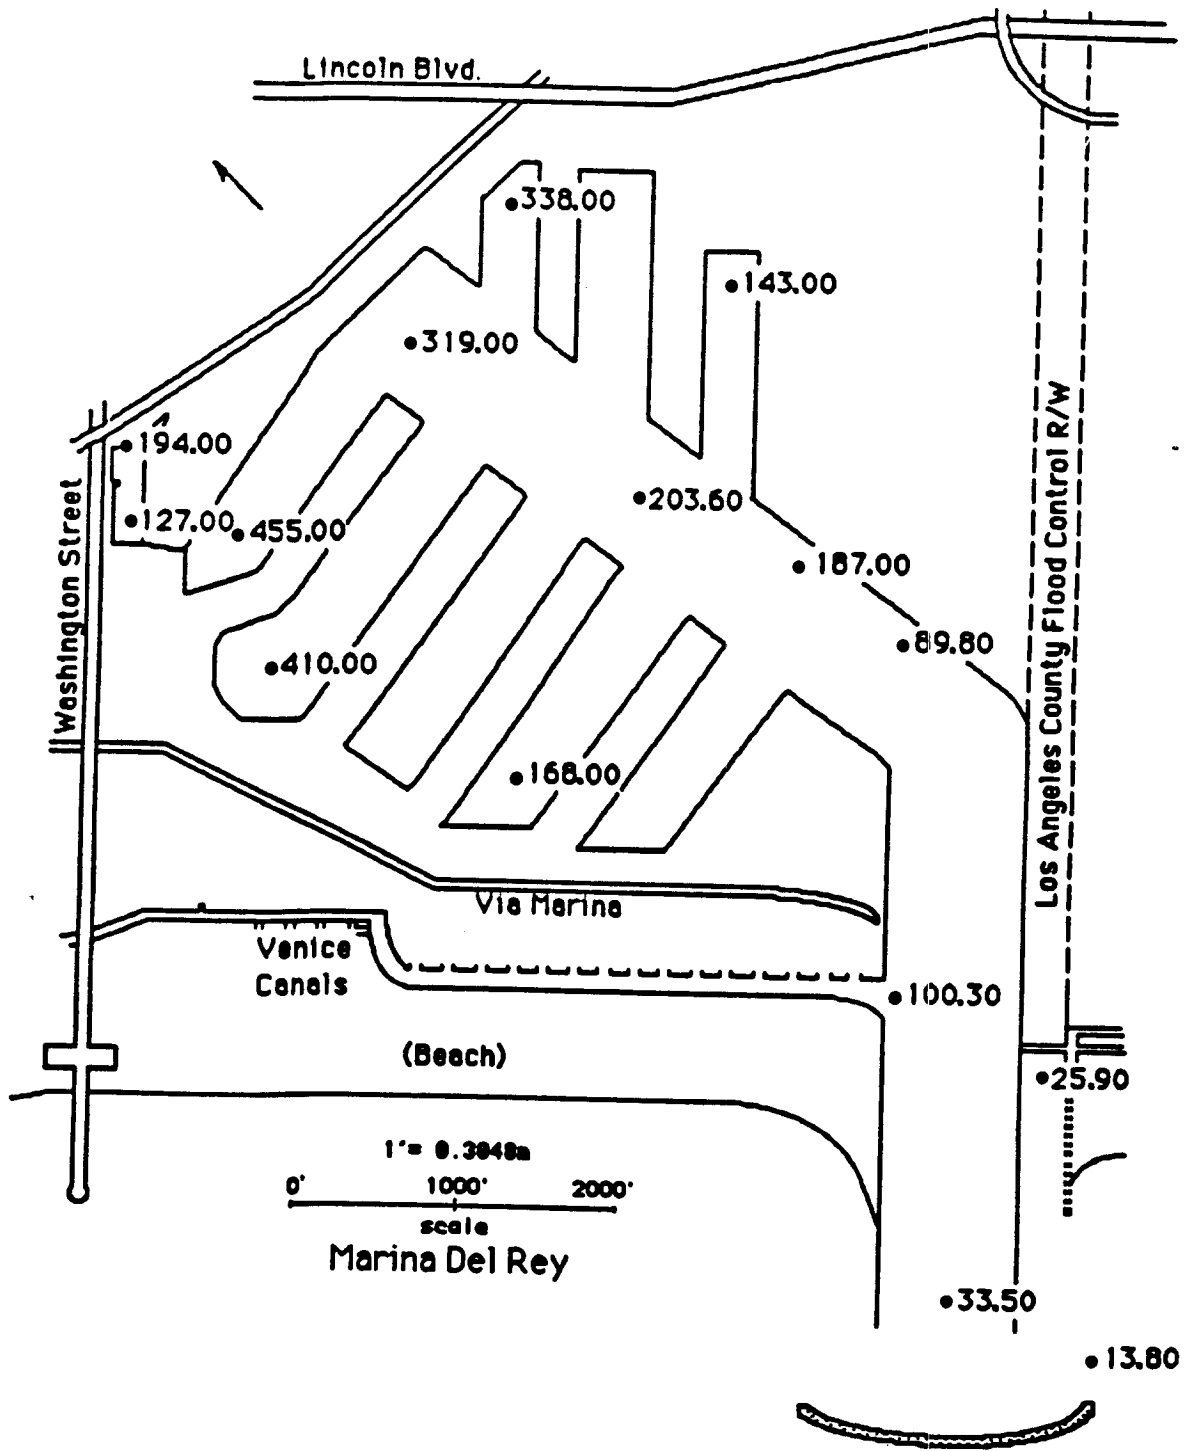 Lincoln Blvd.
338.00
143.00
319.00
194.00
203.60
127.00
455.00
187.00
Washington Street
Los Angeles County Flood Control R/W
89.80
410.00
168.00
Via Marina
Venice
Canals
100.30
(Beach)
25.90
1'= 0.3048m
0' 1000' 2000'
scale
Marina Del Rey
33.50
13.80